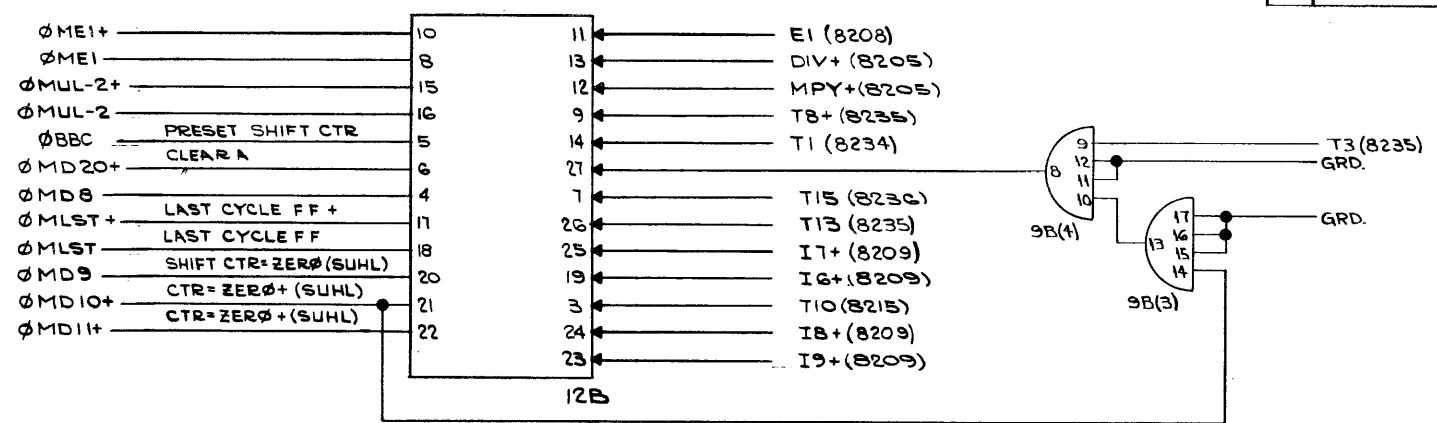 ØME1+ 10 11 E1 (8208)
ØME1 8 13 DIV+ (8205)
ØMUL-2+ 15 12 MPY+(8205)
ØMUL-2 16 9 T8+ (8235)
ØBBC PRESET SHIFT CTR 5 14 T1 (8234)
ØMD20+ CLEAR A 6 27
ØMD8 4 7 T15 (8236)
ØMLST+ LAST CYCLE FF+ 17 26 T13 (8235)
ØMLST LAST CYCLE FF 18 25 I7+ (8209)
ØMD9 SHIFT CTR=ZERØ(SUHL) 20 19 I6+(8209)
ØMD10+ CTR=ZERØ+(SUHL) 21 3 T10(8215)
ØMD11+ CTR=ZERØ+(SUHL) 22 24 I8+(8209)
23 I9+(8209)
12B
8 9 T3(8235)
12 GRD.
11
10
9B(4)
13 17 GRD.
16
15
14
9B(3)